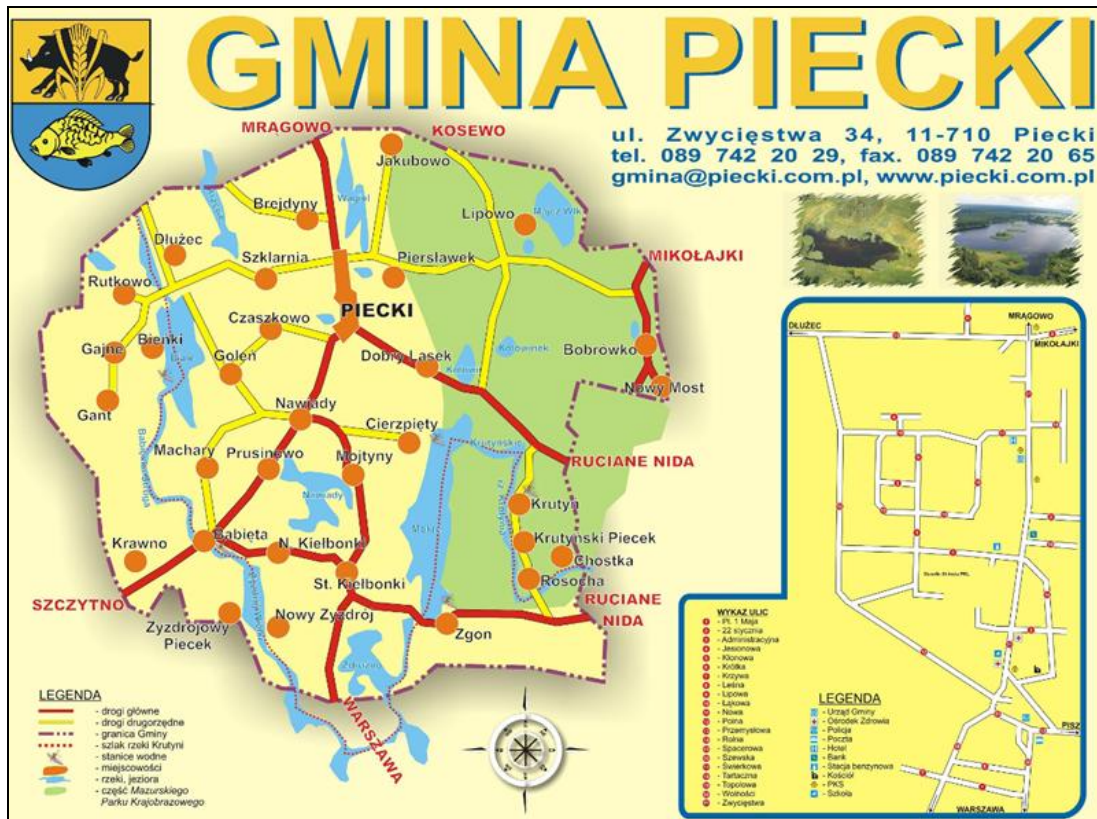 GMINA PIECKI
ul. Zwycięstwa 34, 11-710 Piecki
tel. 089 742 20 29, fax. 089 742 20 65
gmina@piecki.com.pl, www.piecki.com.pl
MRĄGOWO
KOSEWO
Jakubowo
Brejdyny
Lipowo
Dłużec
Szklarnia
Piersławek
MIKOŁAJKI
Rutkowo
PIECKI
Czaszkowo
Gajne
Bieńki
Goleń
Dobry Lasek
Bobrówko
Nowy Most
Gant
Nawiady
Cierzpięty
Krutyńskie
Machary
Prusinowo
Mojtyny
RUCIANE NIDA
Nawiady
Krutyń
Babięta
N. Kiełbonki
Krutyński Piecek
Krawno
Chostka
St. Kiełbonki
Rosocha
SZCZYTNO
RUCIANE
NIDA
Nowy Zyzdrój
Zyzdrojowy
Piecek
Zgon
WARSZAWA
LEGENDA
- drogi główne
- drogi drugorzędne
- granica Gminy
- szlak rzeki Krutyni
- stanice wodne
- miejscowości
- rzeki, jeziora
- część Mazurskiego
Parku Krajobrazowego
DŁUŻEC
MRĄGOWO
MIKOŁAJKI
PISZ
WARSZAWA
WYKAZ ULIC
- Pl. 1 Maja
- 22 stycznia
- Administracyjna
- Jesionowa
- Klonowa
- Krótka
- Krzywa
- Leśna
- Lipowa
- Łąkowa
- Nowa
- Polna
- Przemysłowa
- Rolna
- Spacerowa
- Szewska
- Świerkowa
- Tartaczna
- Topolowa
- Wolności
- Zwycięstwa
LEGENDA
- Urząd Gminy
- Ośrodek Zdrowia
- Policja
- Poczta
- Hotel
- Bank
- Stacja benzynowa
- Kościół
- PKS
- Szkoła